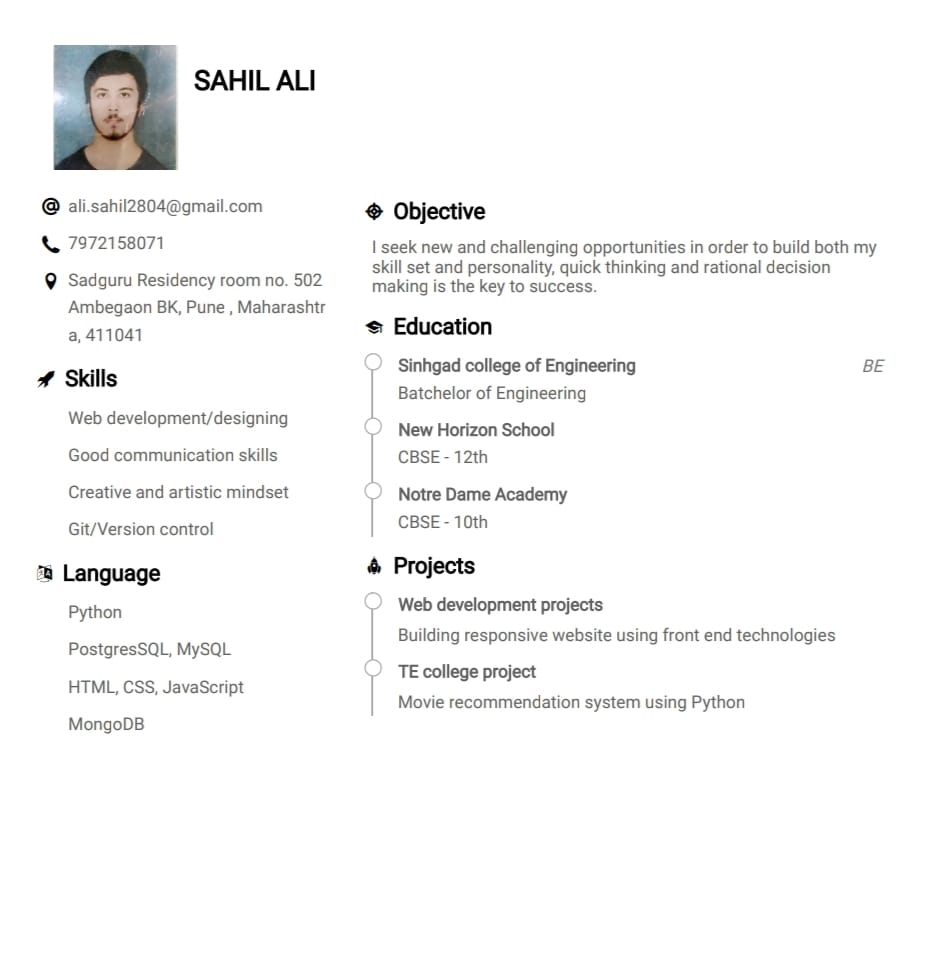 SAHIL ALI
ali.sahil2804@gmail.com
7972158071
Sadguru Residency room no. 502
Ambegaon BK, Pune , Maharashtr
a, 411041
Skills
Web development/designing
Good communication skills
Creative and artistic mindset
Git/Version control
Language
Python
PostgresSQL, MySQL
HTML, CSS, JavaScript
MongoDB
Objective
I seek new and challenging opportunities in order to build both my
skill set and personality, quick thinking and rational decision
making is the key to success.
Education
Sinhgad college of Engineering BE
Batchelor of Engineering
New Horizon School
CBSE - 12th
Notre Dame Academy
CBSE - 10th
Projects
Web development projects
Building responsive website using front end technologies
TE college project
Movie recommendation system using Python